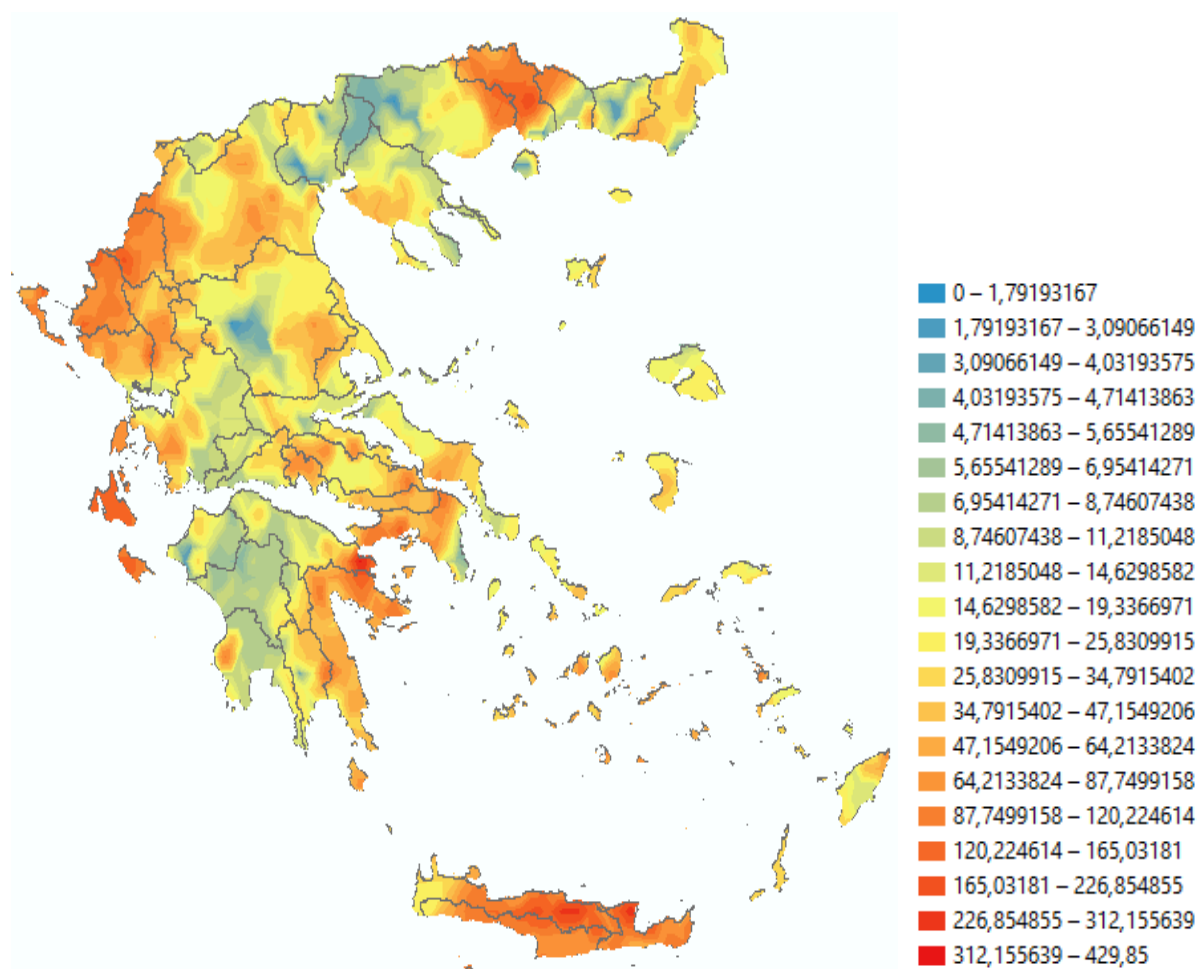 0 – 1,79193167
1,79193167 – 3,09066149
3,09066149 – 4,03193575
4,03193575 – 4,71413863
4,71413863 – 5,65541289
5,65541289 – 6,95414271
6,95414271 – 8,74607438
8,74607438 – 11,2185048
11,2185048 – 14,6298582
14,6298582 – 19,3366971
19,3366971 – 25,8309915
25,8309915 – 34,7915402
34,7915402 – 47,1549206
47,1549206 – 64,2133824
64,2133824 – 87,7499158
87,7499158 – 120,224614
120,224614 – 165,03181
165,03181 – 226,854855
226,854855 – 312,155639
312,155639 – 429,85